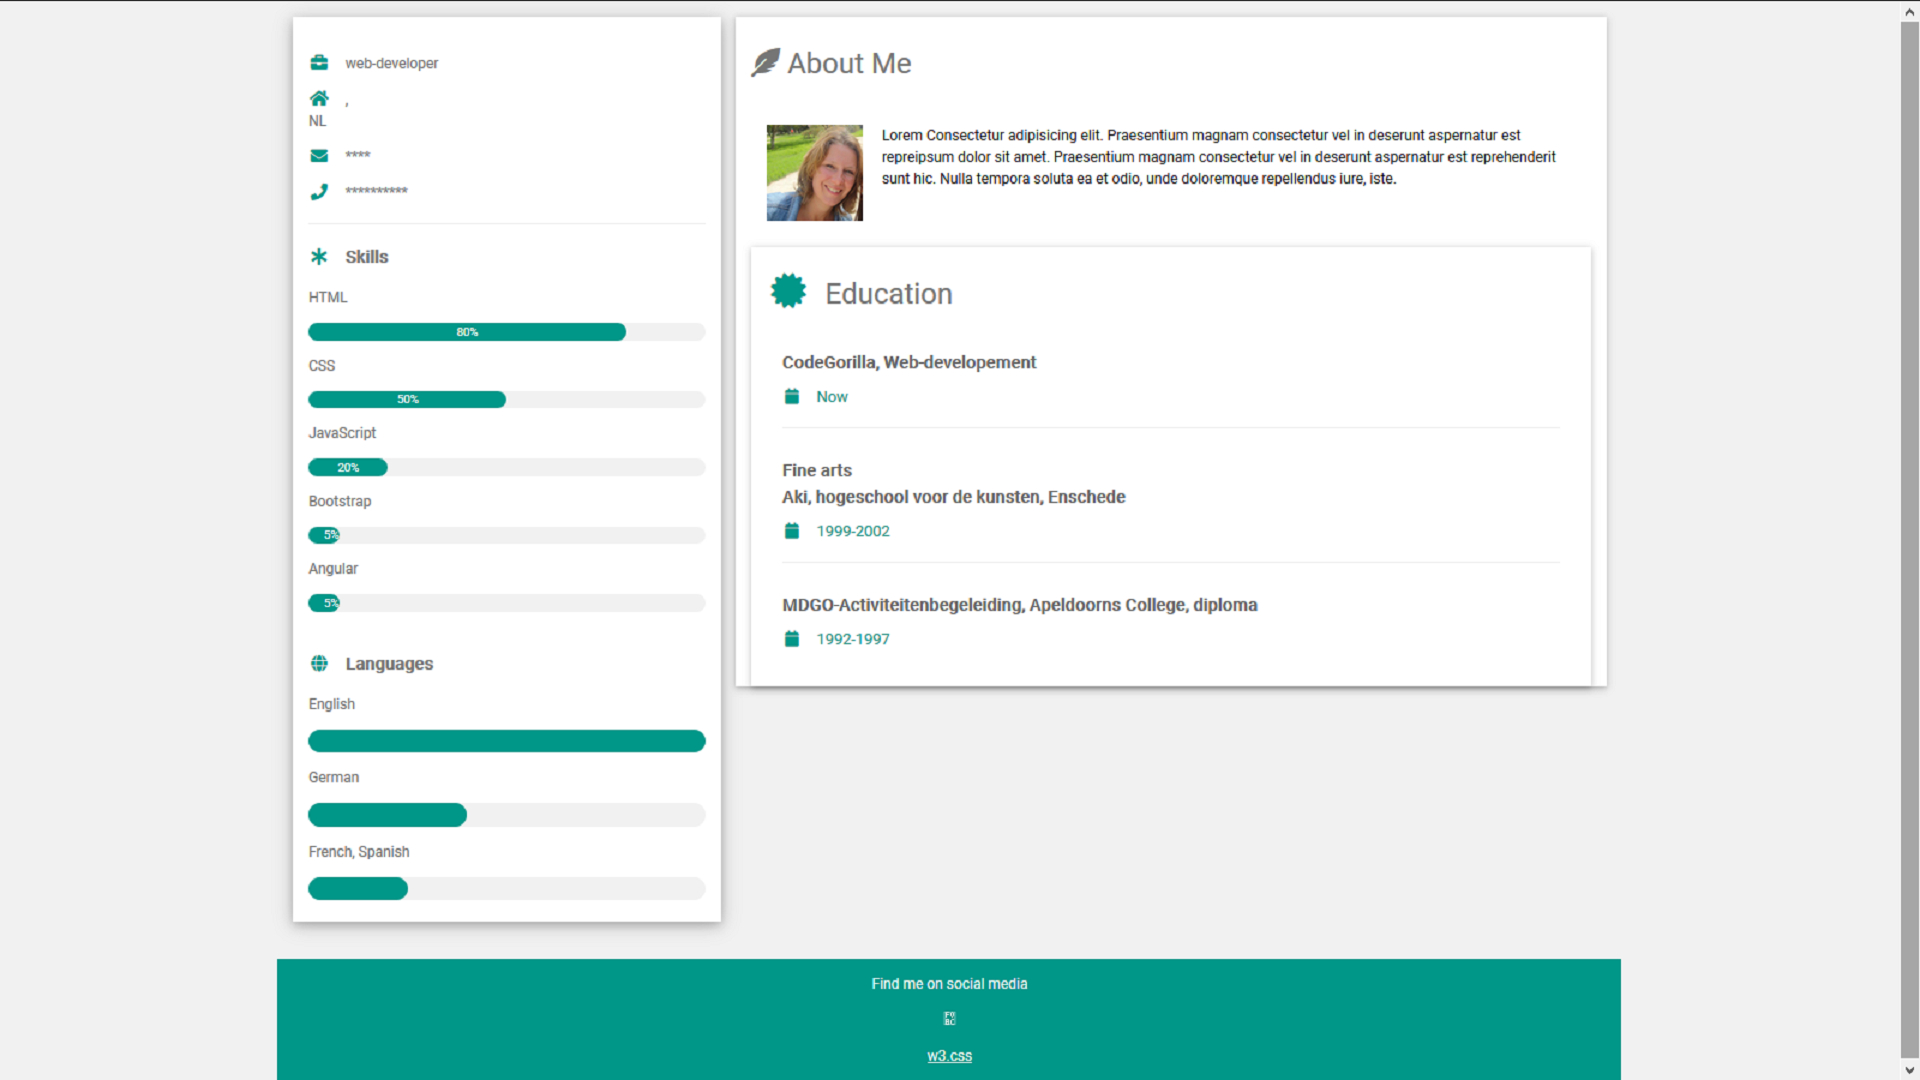 web-developer
,
NL
****
**********
Skills
HTML
80%
CSS
50%
JavaScript
20%
Bootstrap
5%
Angular
5%
Languages
English
German
French, Spanish
About Me
Lorem Consectetur adipisicing elit. Praesentium magnam consectetur vel in deserunt aspernatur est
repreipsum dolor sit amet. Praesentium magnam consectetur vel in deserunt aspernatur est reprehenderit
sunt hic. Nulla tempora soluta ea et odio, unde doloremque repellendus iure, iste.
Education
CodeGorilla, Web-developement
Now
Fine arts
Aki, hogeschool voor de kunsten, Enschede
1999-2002
MDGO-Activiteitenbegeleiding, Apeldoorns College, diploma
1992-1997
Find me on social media
w3.css